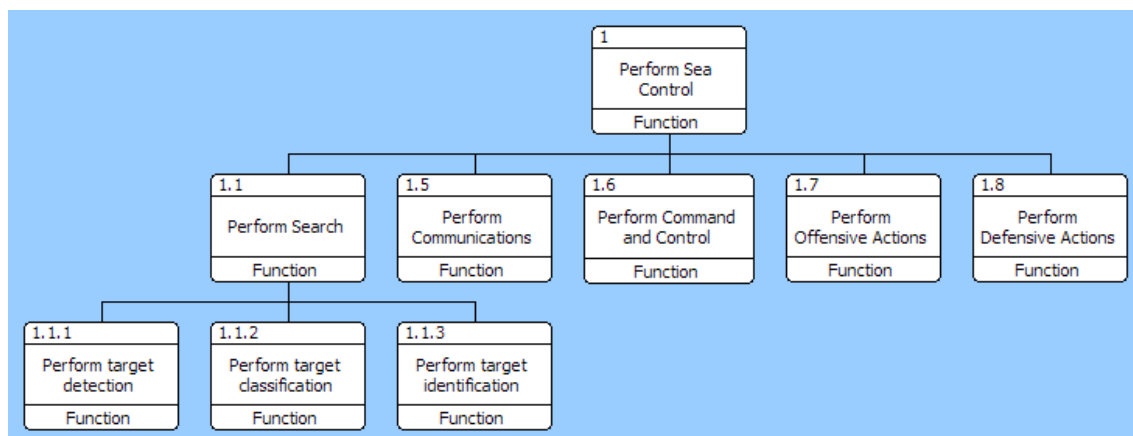 1
Perform Sea
Control
Function
1.1
Perform Search
Function
1.5
Perform
Communications
Function
1.6
Perform Command
and Control
Function
1.7
Perform
Offensive Actions
Function
1.8
Perform
Defensive Actions
Function
1.1.1
Perform target
detection
Function
1.1.2
Perform target
classification
Function
1.1.3
Perform target
identification
Function